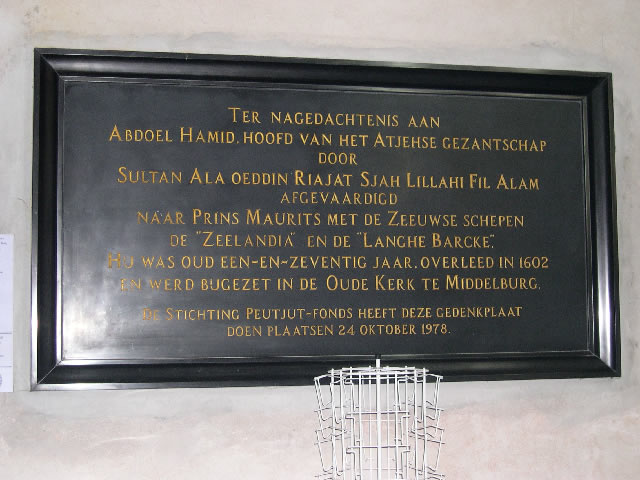 TER NAGEDACHTENIS AAN
ABDOEL HAMID, HOOFD VAN HET ATJEHSE GEZANTSCHAP
DOOR
SULTAN ALA OEDDIN RIAJAT SJAH LILLAHI FIL ALAM
AFGEVAARDIGD
NAAR PRINS MAURITS MET DE ZEEUWSE SCHEPEN
DE "ZEELANDIA" EN DE "LANGHE BARCKE".
HIJ WAS OUD EEN-EN-ZEVENTIG JAAR, OVERLEED IN 1602
EN WERD BIJGEZET IN DE OUDE KERK TE MIDDELBURG.
DE STICHTING PEUTJUT-FONDS HEEFT DEZE GEDENKPLAAT
DOEN PLAATSEN 24 OKTOBER 1978.